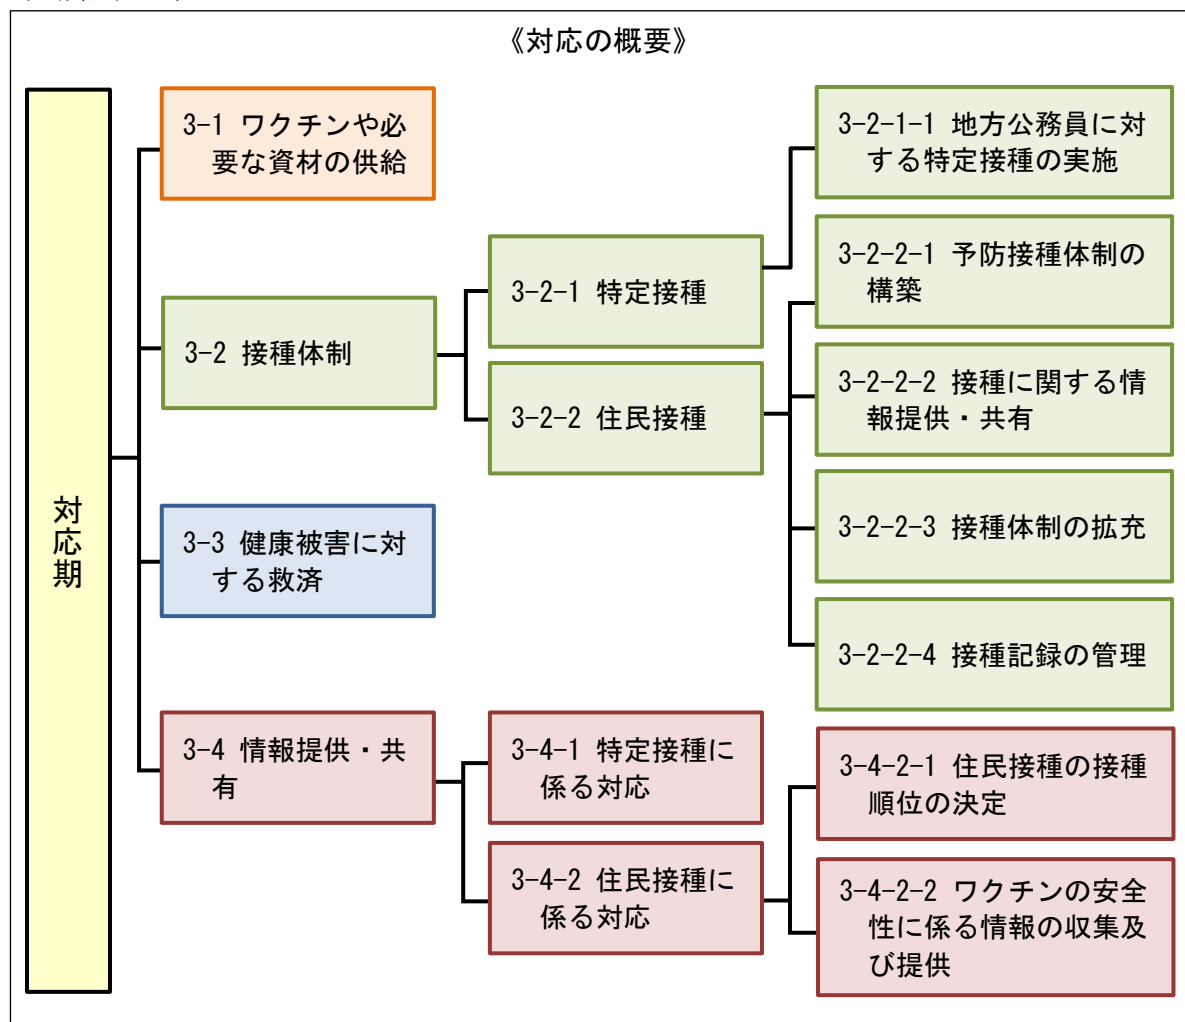 《対応の概要》
対応期
3-1 ワクチンや必
要な資材の供給
3-2 接種体制
3-2-1 特定接種
3-2-1-1 地方公務員に対
する特定接種の実施
3-2-2 住民接種
3-2-2-1 予防接種体制の
構築
3-2-2-2 接種に関する情
報提供・共有
3-2-2-3 接種体制の拡充
3-2-2-4 接種記録の管理
3-3 健康被害に対
する救済
3-4 情報提供・共
有
3-4-1 特定接種に
係る対応
3-4-2 住民接種に
係る対応
3-4-2-1 住民接種の接種
順位の決定
3-4-2-2 ワクチンの安全
性に係る情報の収集及
び提供